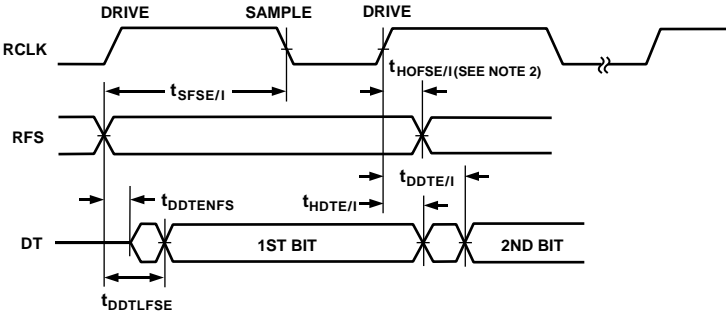 DRIVE SAMPLE DRIVE
RCLK
tSFSE/I
tHOFSE/I (SEE NOTE 2)
RFS
tDDTE/I
tDDTENFS
tHDTE/I
DT
1ST BIT
2ND BIT
tDDTLFSE